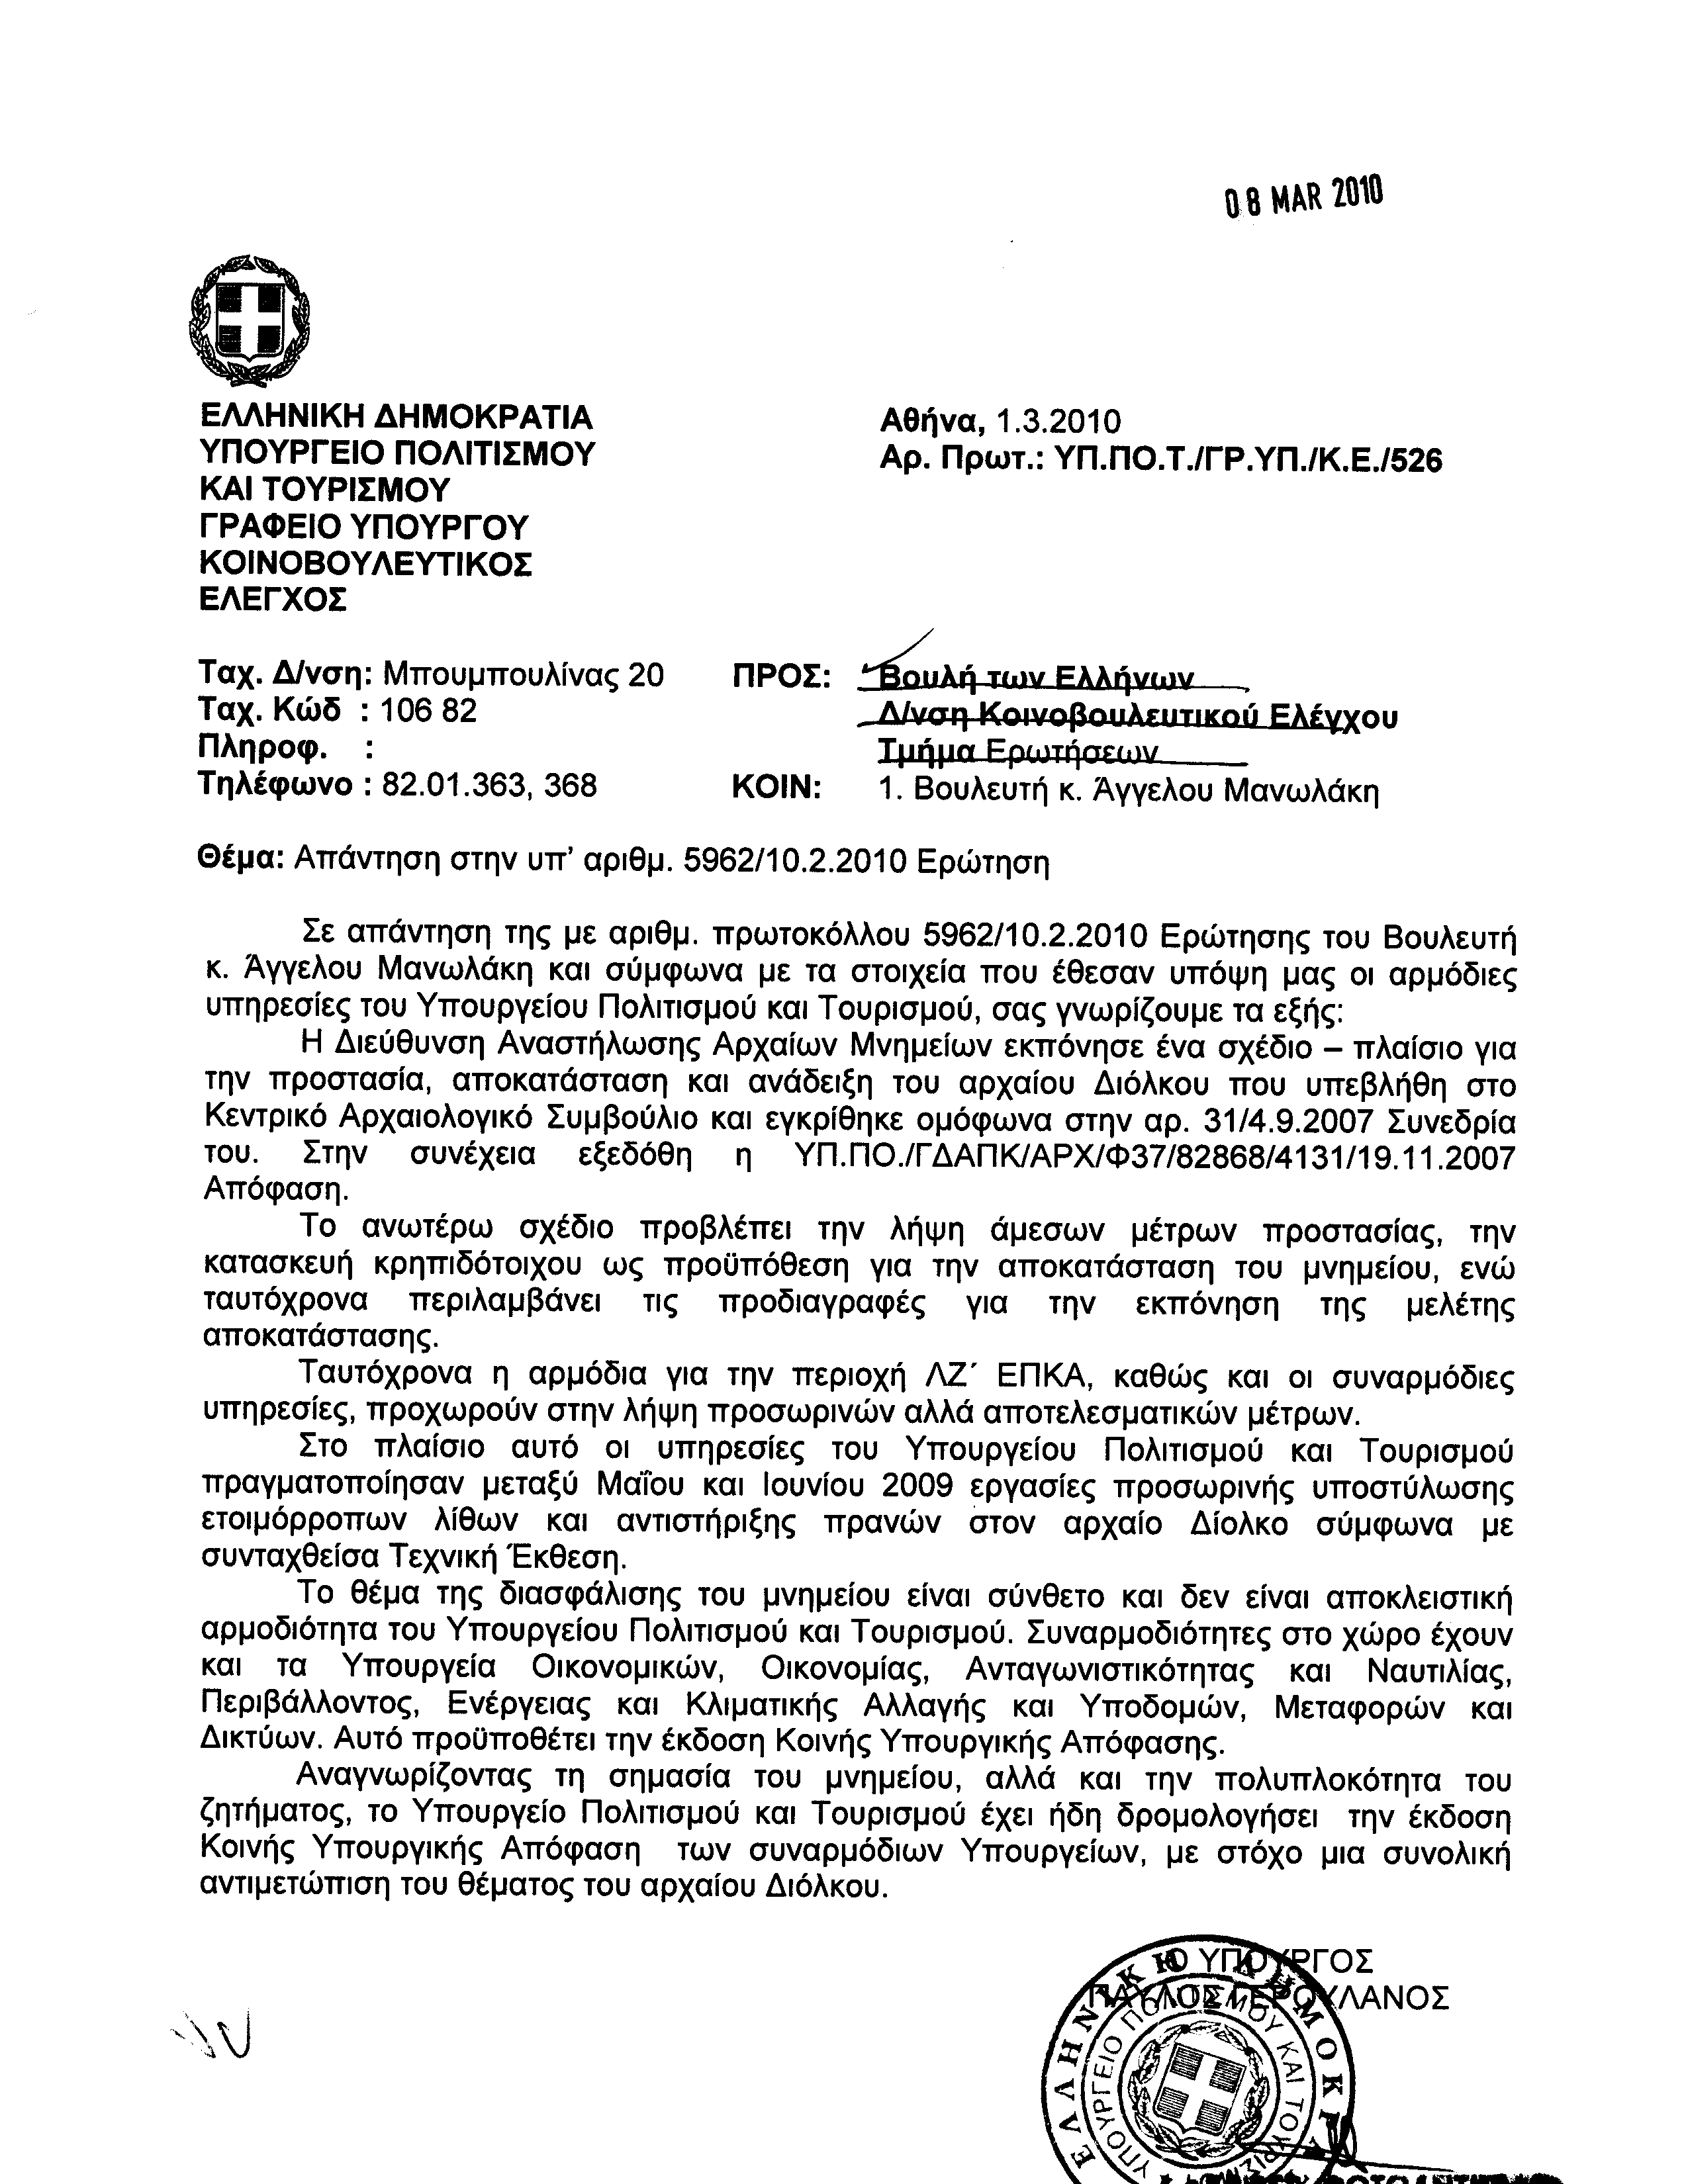 08 MAR 2010
ΕΛΛΗΝΙΚΗ ΔΗΜΟΚΡΑΤΙΑ
ΥΠΟΥΡΓΕΙΟ ΠΟΛΙΤΙΣΜΟΥ
ΚΑΙ ΤΟΥΡΙΣΜΟΥ
ΓΡΑΦΕΙΟ ΥΠΟΥΡΓΟΥ
ΚΟΙΝΟΒΟΥΛΕΥΤΙΚΟΣ
ΕΛΕΓΧΟΣ
Αθήνα, 1.3.2010
Αρ. Πρωτ.: ΥΠ.ΠΟ.Τ./ΓΡ.ΥΠ./Κ.Ε./526
Ταχ. Δ/νση: Μπουμπουλίνας 20
Ταχ. Κώδ : 106 82
Πληροφ. :
Τηλέφωνο : 82.01.363, 368
ΠΡΟΣ: Βουλή των Ελλήνων
Δ/νση Κοινοβουλευτικού Ελέγχου
Τμήμα Ερωτήσεων
ΚΟΙΝ: 1. Βουλευτή κ. Άγγελου Μανωλάκη
Θέμα: Απάντηση στην υπ’ αριθμ. 5962/10.2.2010 Ερώτηση
Σε απάντηση της με αριθμ. πρωτοκόλλου 5962/10.2.2010 Ερώτησης του Βουλευτή
κ. Άγγελου Μανωλάκη και σύμφωνα με τα στοιχεία που έθεσαν υπόψη μας οι αρμόδιες
υπηρεσίες του Υπουργείου Πολιτισμού και Τουρισμού, σας γνωρίζουμε τα εξής:
Η Διεύθυνση Αναστήλωσης Αρχαίων Μνημείων εκπόνησε ένα σχέδιο – πλαίσιο για
την προστασία, αποκατάσταση και ανάδειξη του αρχαίου Διόλκου που υπεβλήθη στο
Κεντρικό Αρχαιολογικό Συμβούλιο και εγκρίθηκε ομόφωνα στην αρ. 31/4.9.2007 Συνεδρία
του. Στην συνέχεια εξεδόθη η ΥΠ.ΠΟ./ΓΔΑΠΚ/ΑΡΧ/Φ37/82868/4131/19.11.2007
Απόφαση.
Το ανωτέρω σχέδιο προβλέπει την λήψη άμεσων μέτρων προστασίας, την
κατασκευή κρηπιδότοιχου ως προϋπόθεση για την αποκατάσταση του μνημείου, ενώ
ταυτόχρονα περιλαμβάνει τις προδιαγραφές για την εκπόνηση της μελέτης
αποκατάστασης.
Ταυτόχρονα η αρμόδια για την περιοχή ΛΖ΄ ΕΠΚΑ, καθώς και οι συναρμόδιες
υπηρεσίες, προχωρούν στην λήψη προσωρινών αλλά αποτελεσματικών μέτρων.
Στο πλαίσιο αυτό οι υπηρεσίες του Υπουργείου Πολιτισμού και Τουρισμού
πραγματοποίησαν μεταξύ Μαΐου και Ιουνίου 2009 εργασίες προσωρινής υποστύλωσης
ετοιμόρροπων λίθων και αντιστήριξης πρανών στον αρχαίο Δίολκο σύμφωνα με
συνταχθείσα Τεχνική Έκθεση.
Το θέμα της διασφάλισης του μνημείου είναι σύνθετο και δεν είναι αποκλειστική
αρμοδιότητα του Υπουργείου Πολιτισμού και Τουρισμού. Συναρμοδιότητες στο χώρο έχουν
και τα Υπουργεία Οικονομικών, Οικονομίας, Ανταγωνιστικότητας και Ναυτιλίας,
Περιβάλλοντος, Ενέργειας και Κλιματικής Αλλαγής και Υποδομών, Μεταφορών και
Δικτύων. Αυτό προϋποθέτει την έκδοση Κοινής Υπουργικής Απόφασης.
Αναγνωρίζοντας τη σημασία του μνημείου, αλλά και την πολυπλοκότητα του
ζητήματος, το Υπουργείο Πολιτισμού και Τουρισμού έχει ήδη δρομολογήσει την έκδοση
Κοινής Υπουργικής Απόφαση των συναρμόδιων Υπουργείων, με στόχο μια συνολική
αντιμετώπιση του θέματος του αρχαίου Διόλκου.
Ο ΥΠΟΥΡΓΟΣ
ΠΑΥΛΟΣ ΓΕΡΟΥΛΑΝΟΣ
ΕΛΛΗΝΙΚΗ ΔΗΜΟΚΡ
ΥΠΟΥΡΓΕΙΟ ΠΟΛΙΤΙΣΜΟΥ ΚΑΙ ΤΟΥΡΙΣ